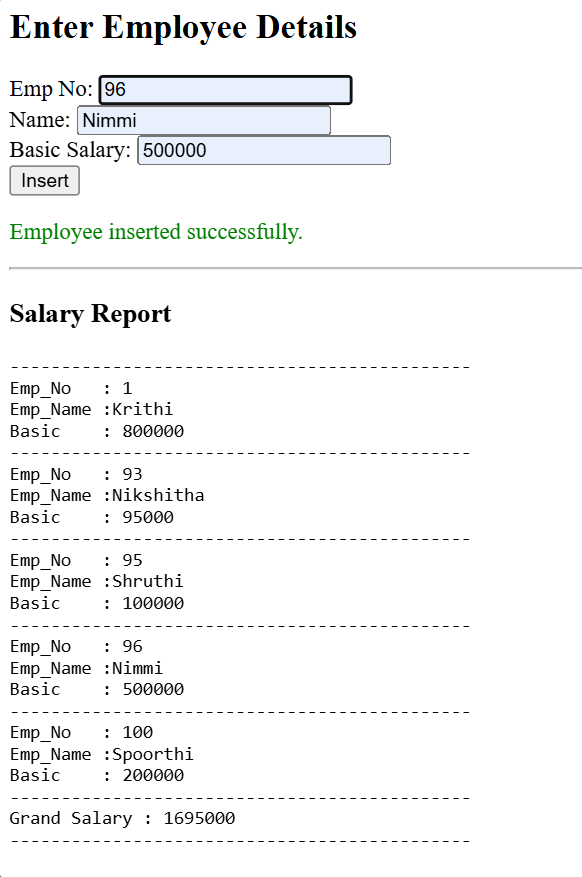 Enter Employee Details
Emp No: 96
Name: Nimmi
Basic Salary: 500000
Insert
Employee inserted successfully.
Salary Report
---------------------------------------------
Emp_No   : 1
Emp_Name :Krithi
Basic    : 800000
---------------------------------------------
Emp_No   : 93
Emp_Name :Nikshitha
Basic    : 95000
---------------------------------------------
Emp_No   : 95
Emp_Name :Shruthi
Basic    : 100000
---------------------------------------------
Emp_No   : 96
Emp_Name :Nimmi
Basic    : 500000
---------------------------------------------
Emp_No   : 100
Emp_Name :Spoorthi
Basic    : 200000
---------------------------------------------
Grand Salary : 1695000
---------------------------------------------